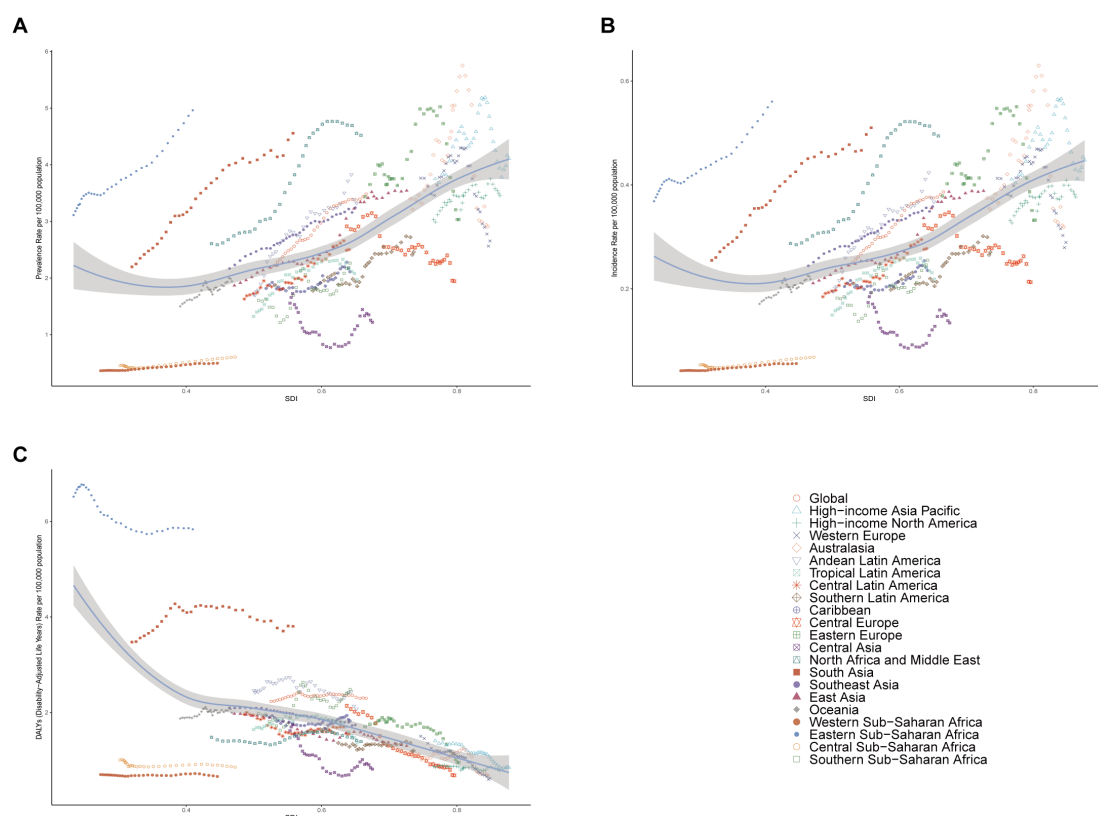 A
B
Prevalence Rate per 100,000 population
6
5
4
3
2
1
0.4
0.6
0.8
SDI
Incidence Rate per 100,000 population
0.6
0.4
0.2
0.4
0.6
0.8
SDI
C
DALYs (Disability-Adjusted Life Years) Rate per 100,000 population
6
4
2
0.4
0.6
0.8
SDI
Global
High-income Asia Pacific
High-income North America
Western Europe
Australasia
Andean Latin America
Tropical Latin America
Central Latin America
Southern Latin America
Caribbean
Central Europe
Eastern Europe
Central Asia
North Africa and Middle East
South Asia
Southeast Asia
East Asia
Oceania
Western Sub-Saharan Africa
Eastern Sub-Saharan Africa
Central Sub-Saharan Africa
Southern Sub-Saharan Africa